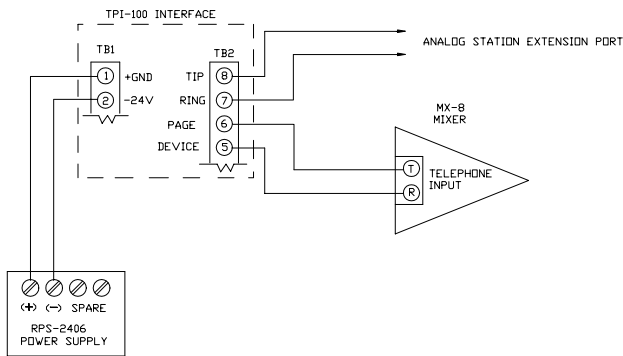 TPI-100 INTERFACE
TB1
TB2
1 +GND
2 -24V
TIP 8
RING 7
PAGE 6
DEVICE 5
ANALOG STATION EXTENSION PORT
MX-8
MIXER
T
R
TELEPHONE
INPUT
(+) (-) SPARE
RPS-2406
POWER SUPPLY